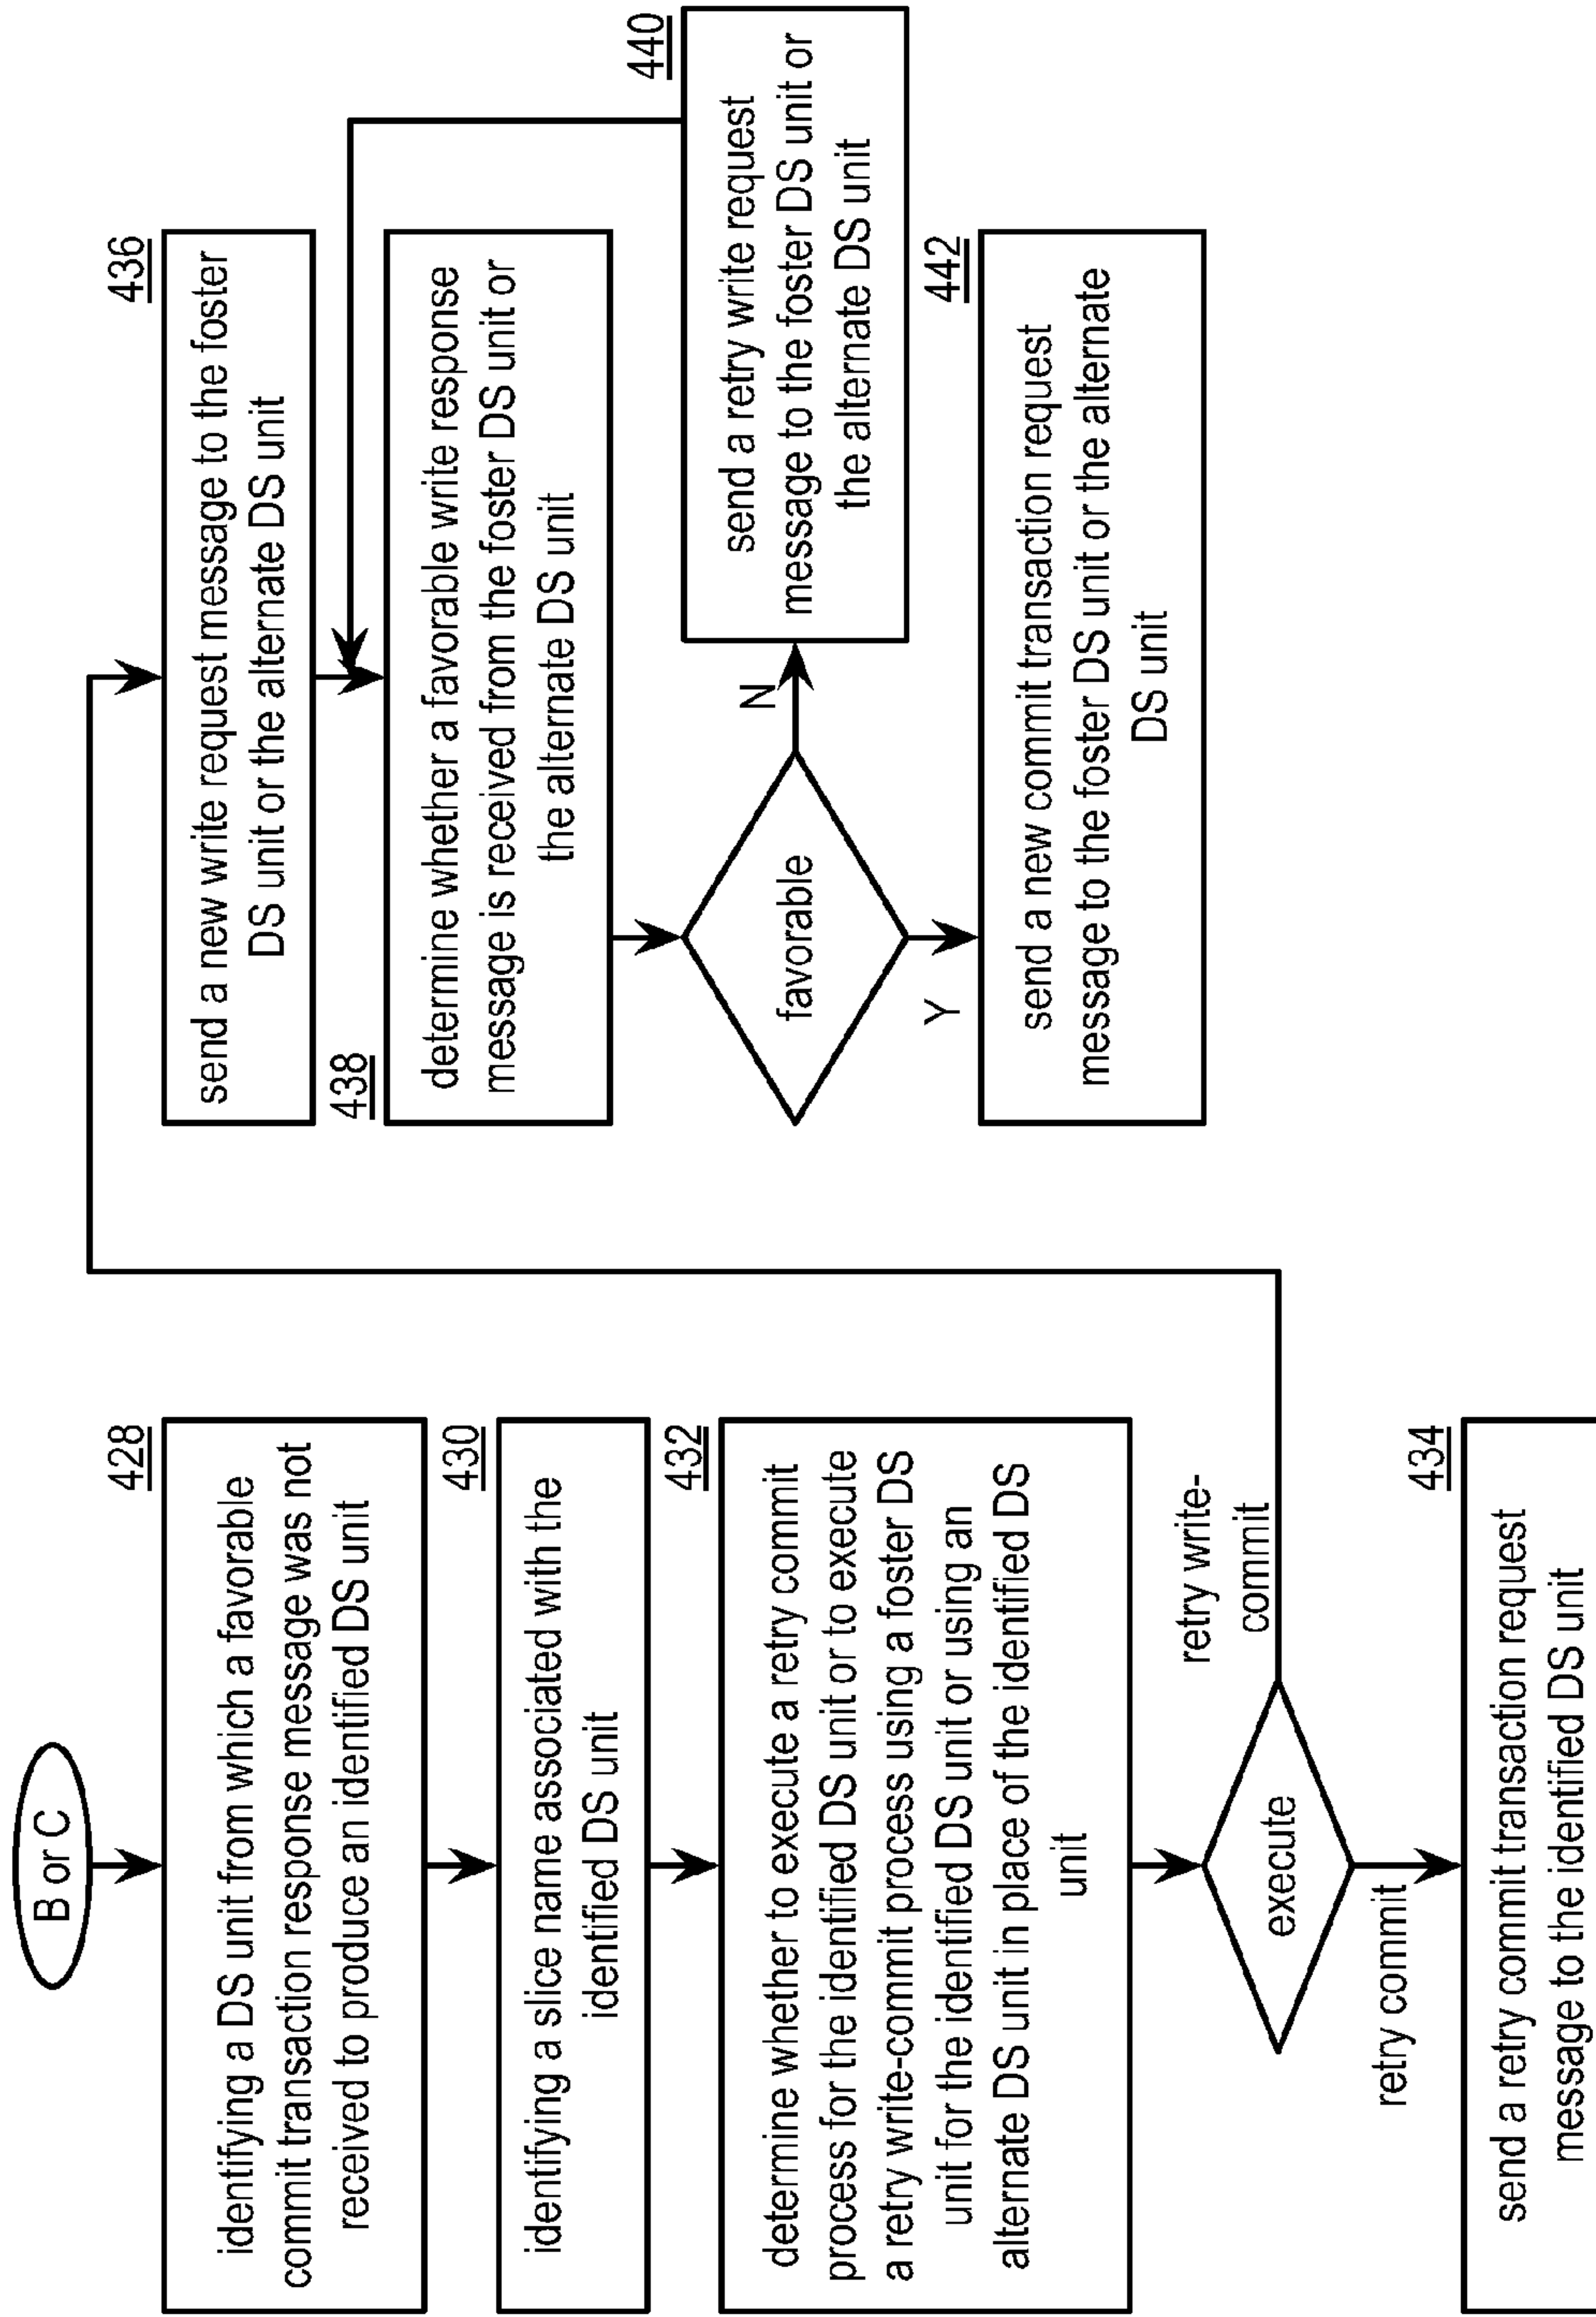 B or C
428
identifying a DS unit from which a favorable
commit transaction response message was not
received to produce an identified DS unit
430
identifying a slice name associated with the
identified DS unit
432
determine whether to execute a retry commit
process for the identified DS unit or to execute
a retry write-commit process using a foster DS
unit for the identified DS unit or using an
alternate DS unit in place of the identified DS
unit
execute
retry write-
commit
retry commit
434
send a retry commit transaction request
message to the identified DS unit
436
send a new write request message to the foster
DS unit or the alternate DS unit
438
determine whether a favorable write response
message is received from the foster DS unit or
the alternate DS unit
favorable
N
Y
440
send a retry write request
message to the foster DS unit or
the alternate DS unit
442
send a new commit transaction request
message to the foster DS unit or the alternate
DS unit